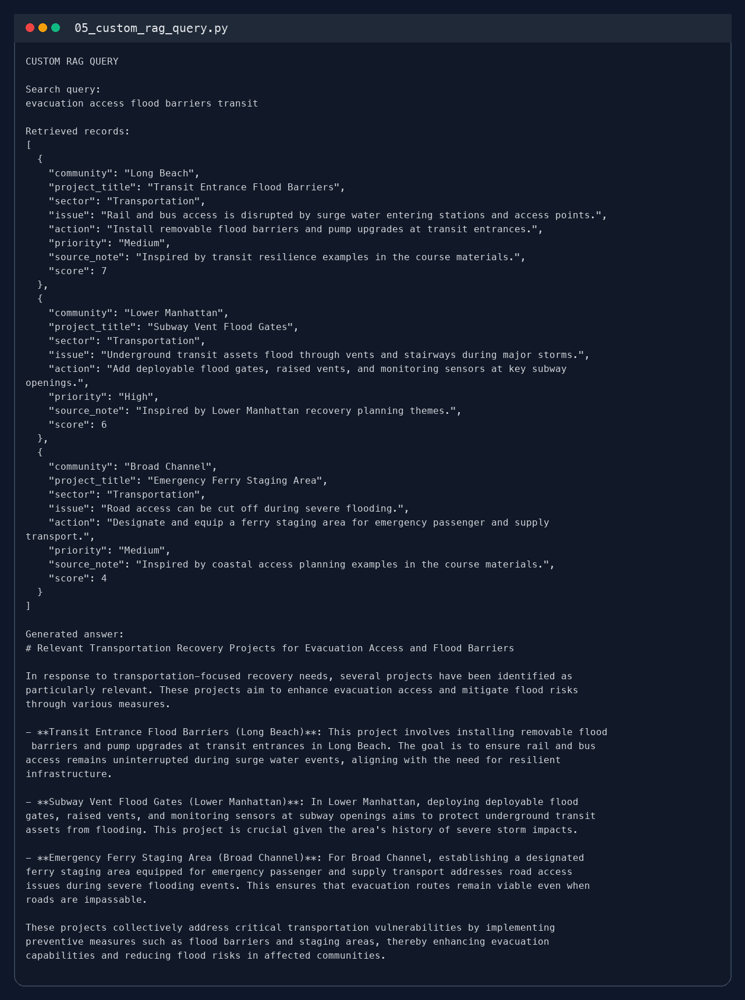 05_custom_rag_query.py
CUSTOM RAG QUERY
Search query:
evacuation access flood barriers transit
Retrieved records:
[
  {
    "community": "Long Beach",
    "project_title": "Transit Entrance Flood Barriers",
    "sector": "Transportation",
    "issue": "Rail and bus access is disrupted by surge water entering stations and access points.",
    "action": "Install removable flood barriers and pump upgrades at transit entrances.",
    "priority": "Medium",
    "source_note": "Inspired by transit resilience examples in the course materials.",
    "score": 7
  },
  {
    "community": "Lower Manhattan",
    "project_title": "Subway Vent Flood Gates",
    "sector": "Transportation",
    "issue": "Underground transit assets flood through vents and stairways during major storms.",
    "action": "Add deployable flood gates, raised vents, and monitoring sensors at key subway
openings.",
    "priority": "High",
    "source_note": "Inspired by Lower Manhattan recovery planning themes.",
    "score": 6
  },
  {
    "community": "Broad Channel",
    "project_title": "Emergency Ferry Staging Area",
    "sector": "Transportation",
    "issue": "Road access can be cut off during severe flooding.",
    "action": "Designate and equip a ferry staging area for emergency passenger and supply
transport.",
    "priority": "Medium",
    "source_note": "Inspired by coastal access planning examples in the course materials.",
    "score": 4
  }
]
Generated answer:
# Relevant Transportation Recovery Projects for Evacuation Access and Flood Barriers
In response to transportation-focused recovery needs, several projects have been identified as
particularly relevant. These projects aim to enhance evacuation access and mitigate flood risks
through various measures.
- **Transit Entrance Flood Barriers (Long Beach)**: This project involves installing removable flood
 barriers and pump upgrades at transit entrances in Long Beach. The goal is to ensure rail and bus
access remains uninterrupted during surge water events, aligning with the need for resilient
infrastructure.
- **Subway Vent Flood Gates (Lower Manhattan)**: In Lower Manhattan, deploying deployable flood
gates, raised vents, and monitoring sensors at subway openings aims to protect underground transit
assets from flooding. This project is crucial given the area's history of severe storm impacts.
- **Emergency Ferry Staging Area (Broad Channel)**: For Broad Channel, establishing a designated
ferry staging area equipped for emergency passenger and supply transport addresses road access
issues during severe flooding events. This ensures that evacuation routes remain viable even when
roads are impassable.
These projects collectively address critical transportation vulnerabilities by implementing
preventive measures such as flood barriers and staging areas, thereby enhancing evacuation
capabilities and reducing flood risks in affected communities.